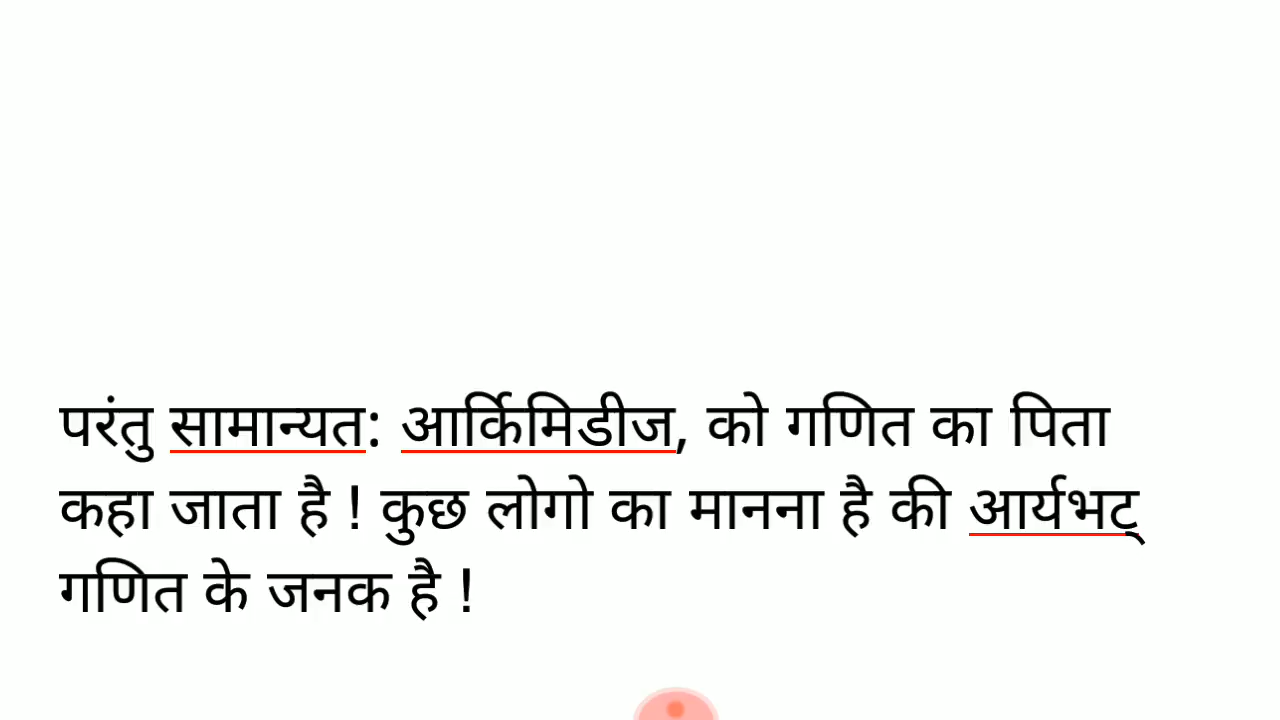 परंतु सामान्यत: आर्किमिडीज, को गणित का पिता
कहा जाता है ! कुछ लोगो का मानना है की आर्यभट्
गणित के जनक है !